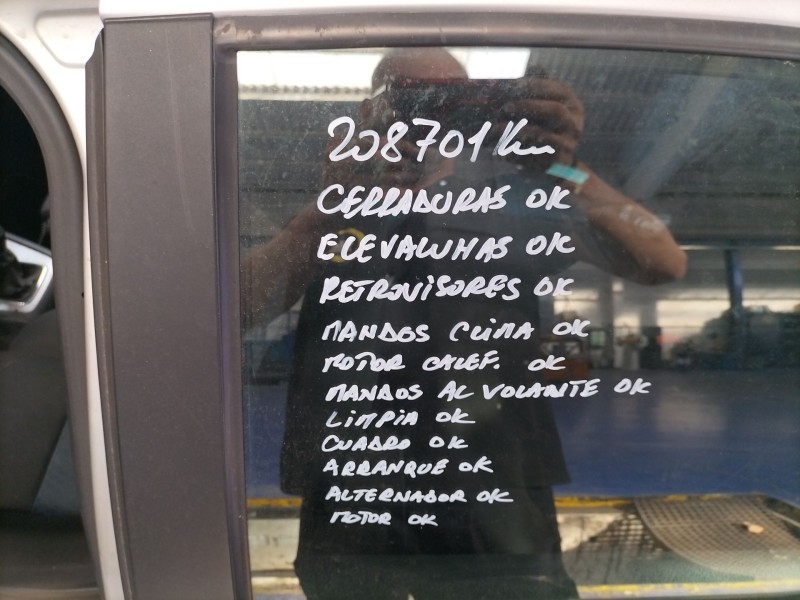 208701 Km
CERRADURAS OK
ELEVALUNAS OK
RETROVISORES OK
MANDOS CLIMA OK
MOTOR CALEF. OK
MANDOS AL VOLANTE OK
LIMPIA OK
CUADRO OK
ARRANQUE OK
ALTERNADOR OK
MOTOR OK